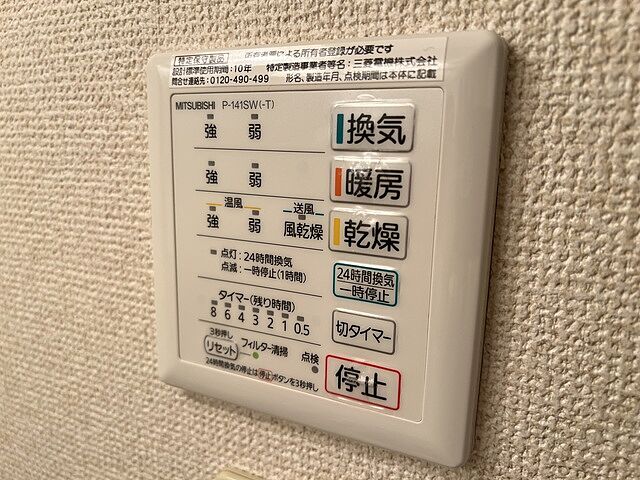 特定保守製品 所有者票による所有者登録が必要です
設計標準使用期間：10年 特定製造事業者等名：三菱電機株式会社
問合せ連絡先：0120-490-499 形名、製造年月、点検期間は本体に記載
MITSUBISHI P-141SW(-T)
強 弱 換気
強 弱 暖房
温風 送風
強 弱 風乾燥 乾燥
点灯：24時間換気
点滅：一時停止(1時間)
24時間換気
一時停止
タイマー(残り時間)
8 6 4 3 2 1 0.5
切タイマー
3秒押し
リセット フィルター清掃 点検
24時間換気の停止は停止ボタンを3秒押し
停止